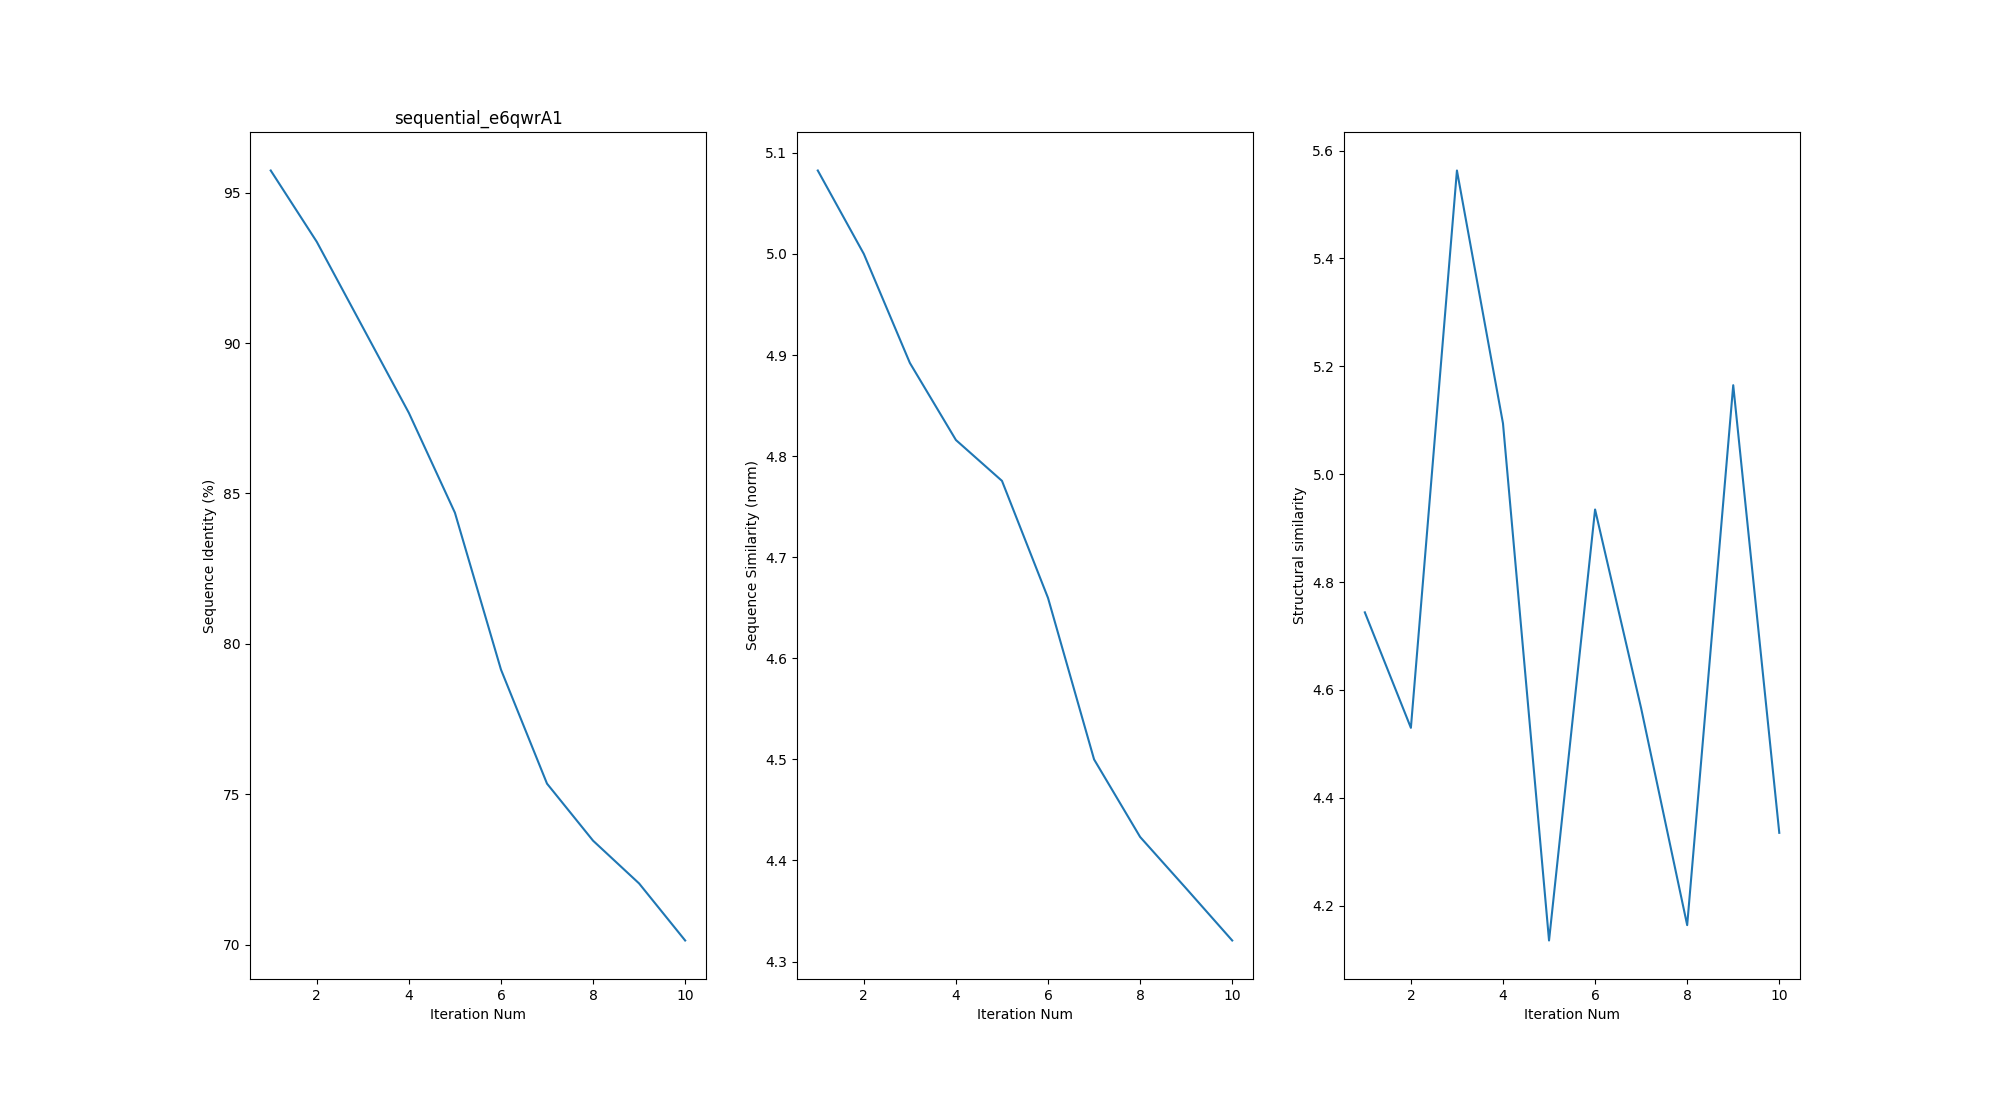 sequential_e6qwrA1
Sequence Identity (%)
95
90
85
80
75
70
2 4 6 8 10
Iteration Num
Sequence Similarity (norm)
5.1
5.0
4.9
4.8
4.7
4.6
4.5
4.4
4.3
2 4 6 8 10
Iteration Num
Structural similarity
5.6
5.4
5.2
5.0
4.8
4.6
4.4
4.2
2 4 6 8 10
Iteration Num